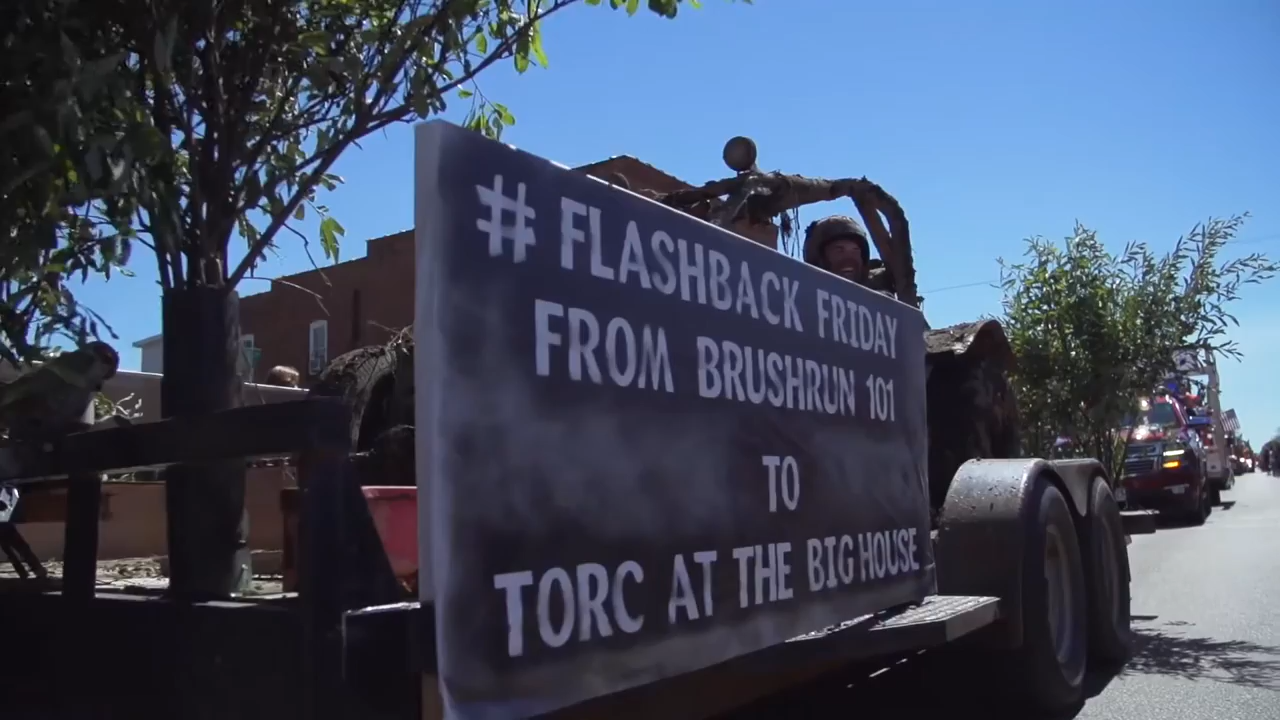 # FLASHBACK FRIDAY
FROM BRUSHRUN 101
TO
TORC AT THE BIG HOUSE